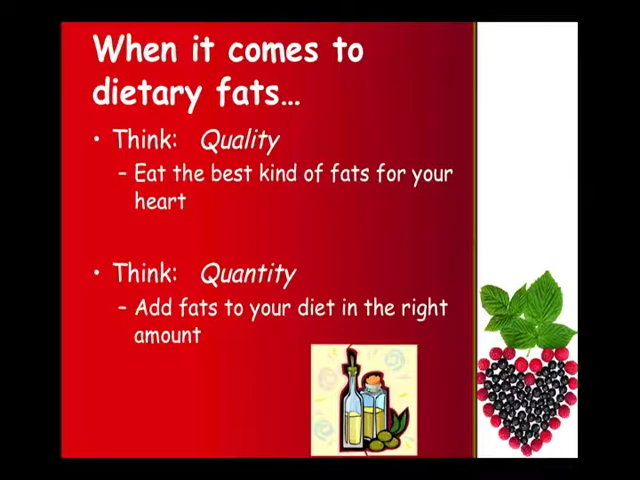 When it comes to
dietary fats...
• Think: Quality
– Eat the best kind of fats for your
heart
• Think: Quantity
– Add fats to your diet in the right
amount